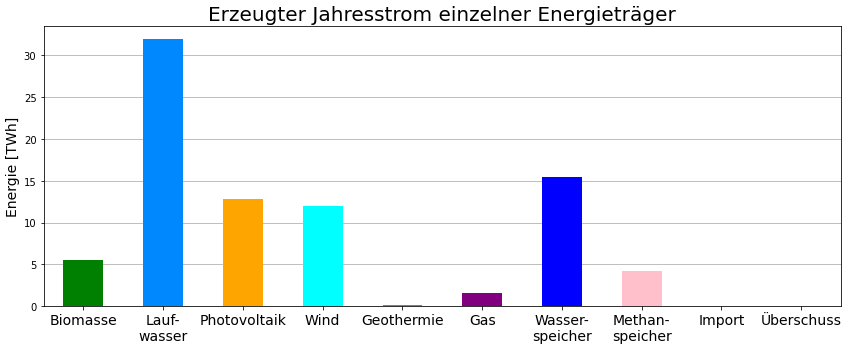 Erzeugter Jahresstrom einzelner Energieträger
Energie [TWh]
30
25
20
15
10
5
0
Biomasse Lauf- Photovoltaik Wind Geothermie Gas Wasser- Methan- Import Überschuss
wasser speicher speicher